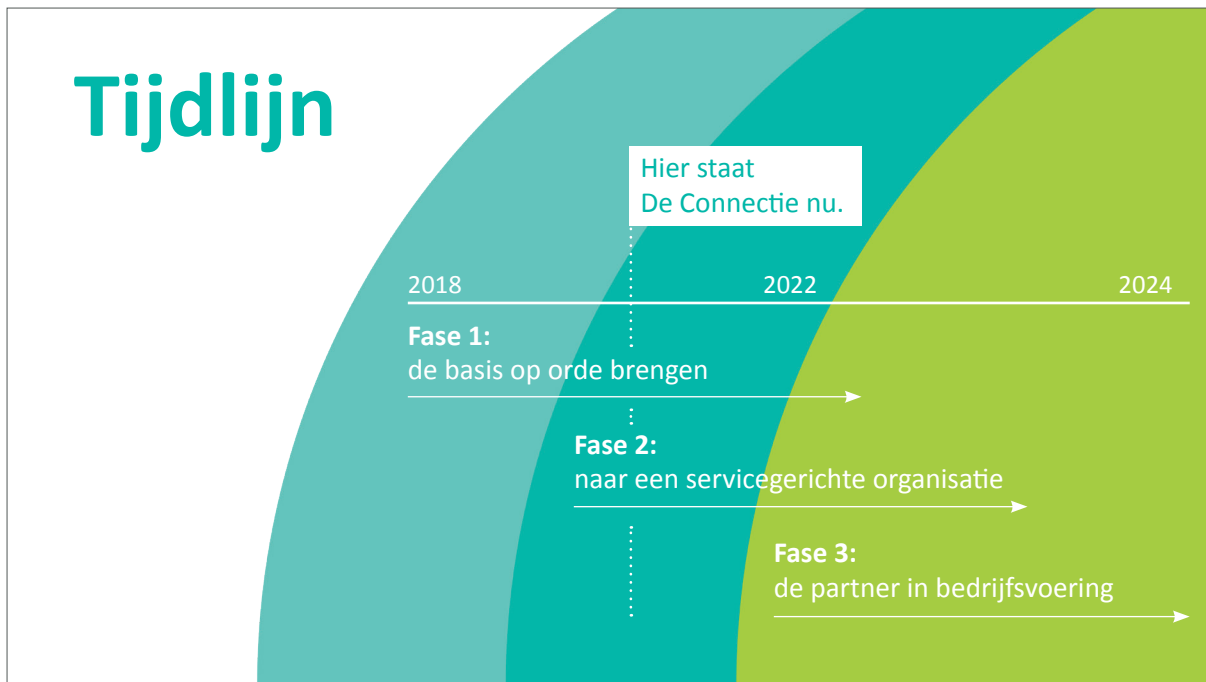 Tijdlijn
Hier staat
De Connectie nu.
2018
2022
2024
Fase 1:
de basis op orde brengen
Fase 2:
naar een servicegerichte organisatie
Fase 3:
de partner in bedrijfsvoering